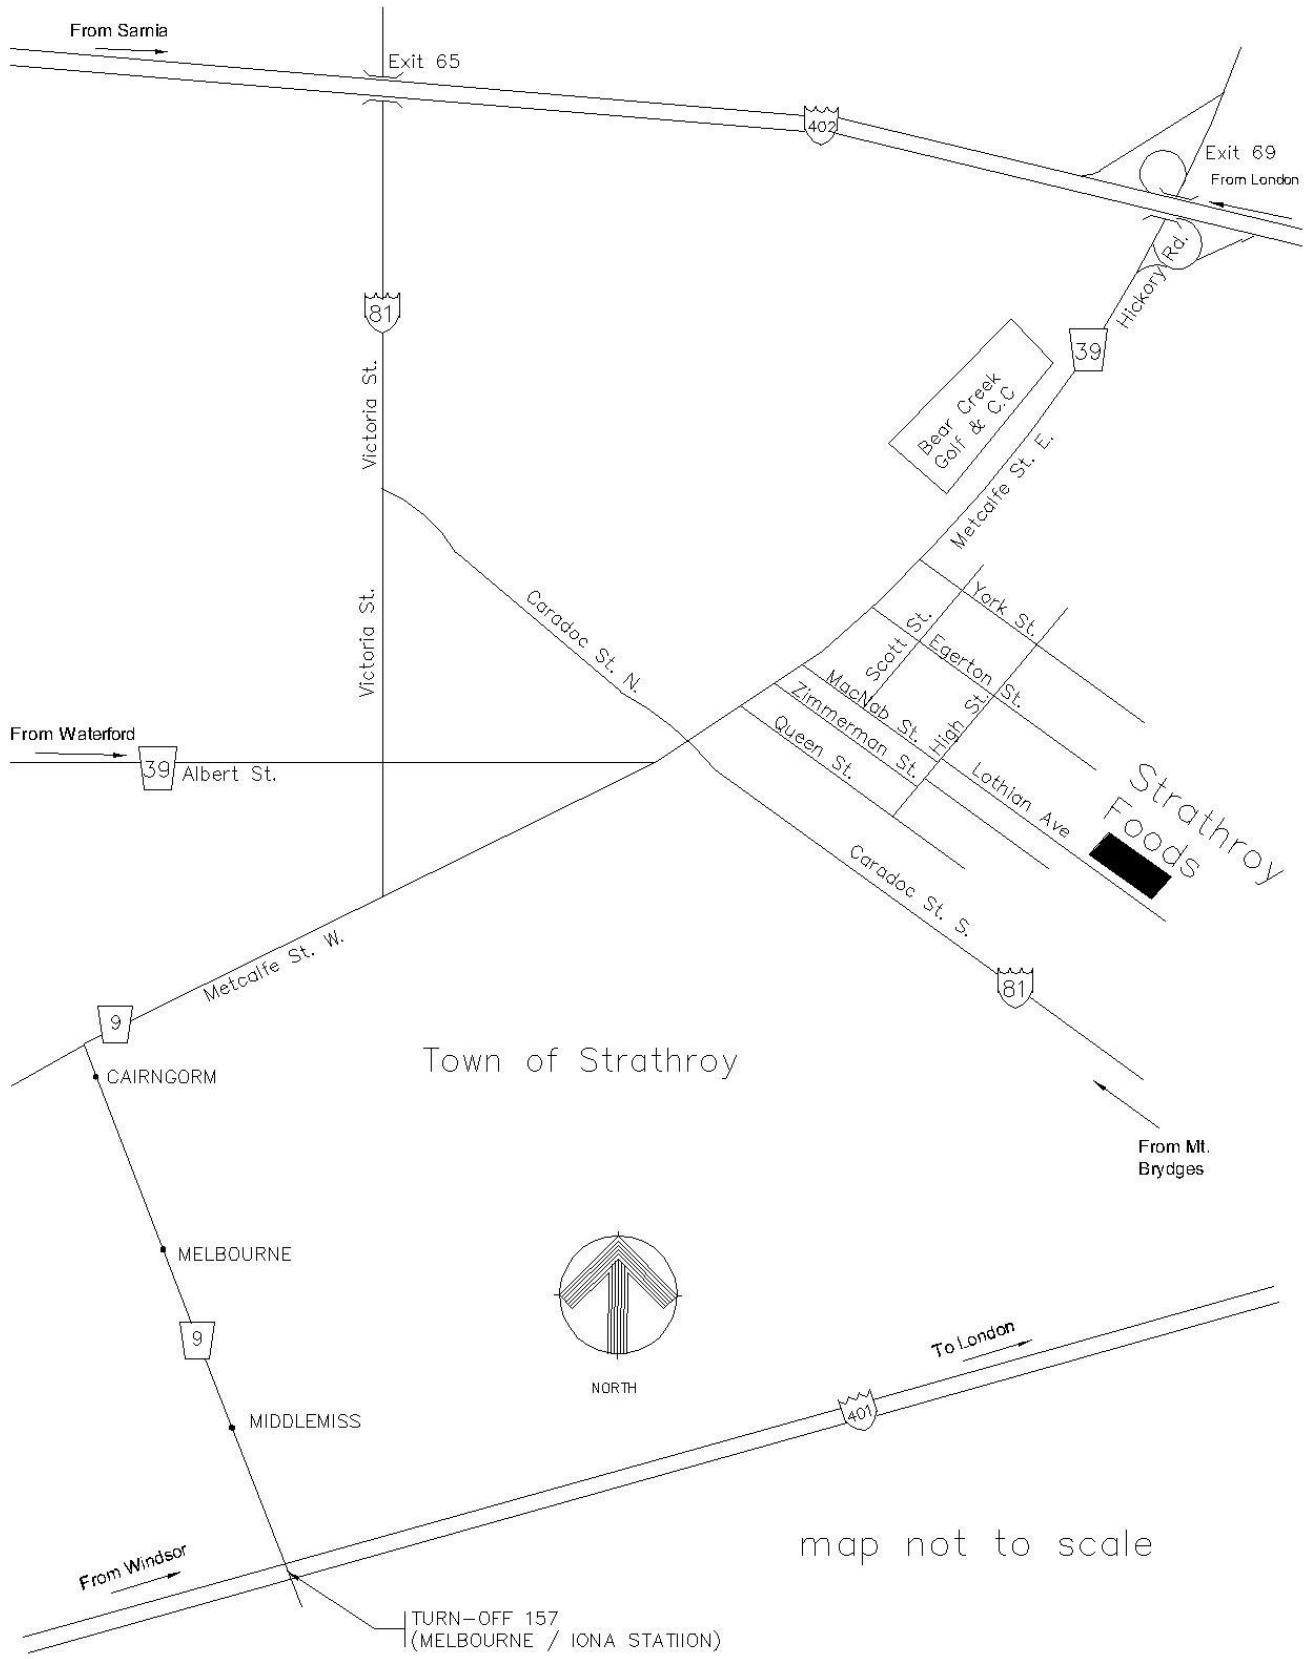 From Sarnia
Exit 65
402
Exit 69
From London
Hickory Rd.
81
39
Victoria St.
Bear Creek
Golf & C.C
Metcalfe St. E.
Victoria St.
Caradoc St. N.
York St.
Scott St.
Egerton St.
MacNab St.
High St.
Zimmerman St.
Queen St.
From Waterford
39
Albert St.
Lothian Ave
Strathroy
Foods
Caradoc St. S.
Metcalfe St. W.
81
9
Town of Strathroy
CAIRNGORM
From Mt.
Brydges
MELBOURNE
9
To London
NORTH
401
MIDDLEMISS
map not to scale
From Windsor
TURN-OFF 157
(MELBOURNE / IONA STATIION)